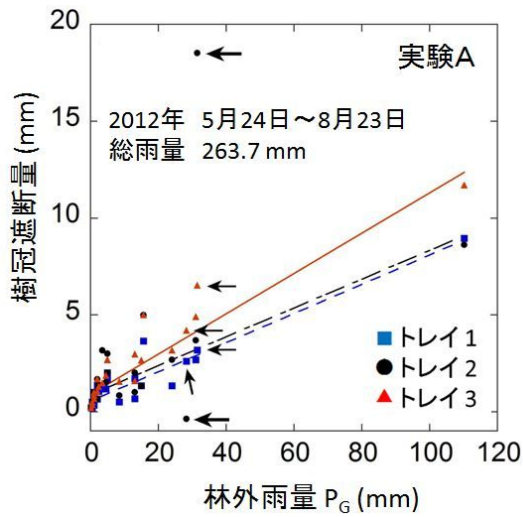 20
15
10
5
0
樹冠遮断量 (mm)
実験A
2012年 5月24日~8月23日
総雨量 263.7 mm
トレイ1
トレイ2
トレイ3
0 20 40 60 80 100 120
林外雨量 PG (mm)